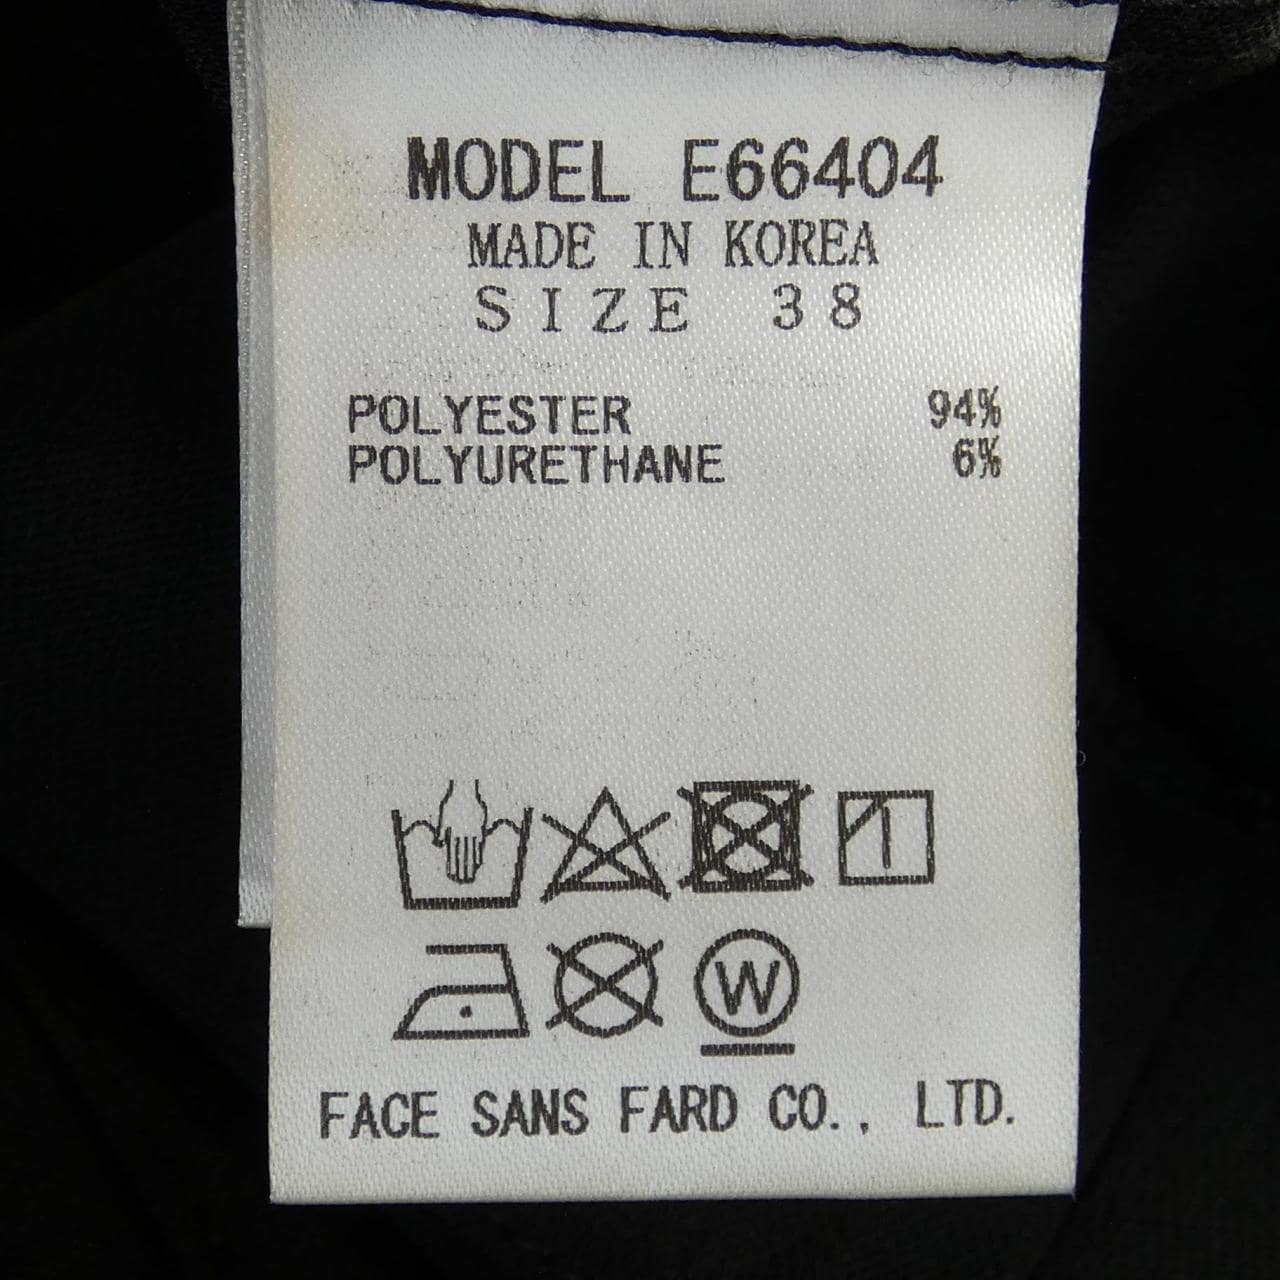 MODEL E66404
MADE IN KOREA
SIZE 38
POLYESTER 94%
POLYURETHANE 6%
W
FACE SANS FARD CO., LTD.